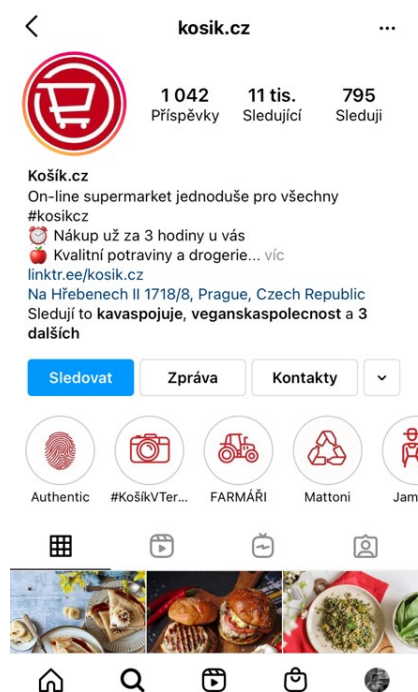 kosik.cz
1 042 11 tis. 795
Příspěvky Sledující Sleduji
Košík.cz
On-line supermarket jednoduše pro všechny
#kosikcz
Nákup už za 3 hodiny u vás
Kvalitní potraviny a drogerie... víc
linktr.ee/kosik.cz
Na Hřebenech II 1718/8, Prague, Czech Republic
Sledují to kavaspojuje, veganskaspolecnost a 3
dalších
Sledovat Zpráva Kontakty
Authentic #KošíkVTer... FARMÁŘI Mattoni Jam